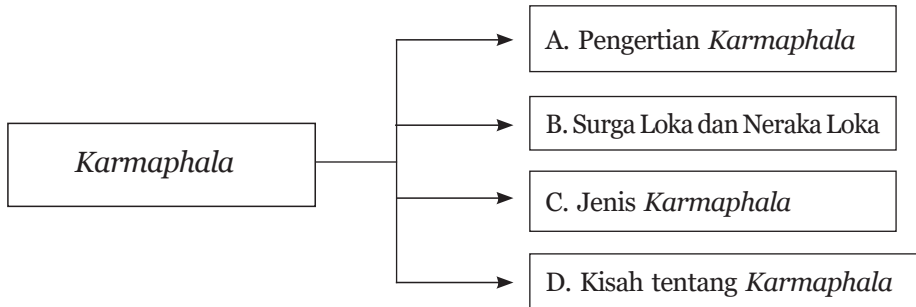 Karmaphala
A. Pengertian Karmaphala
B. Surga Loka dan Neraka Loka
C. Jenis Karmaphala
D. Kisah tentang Karmaphala